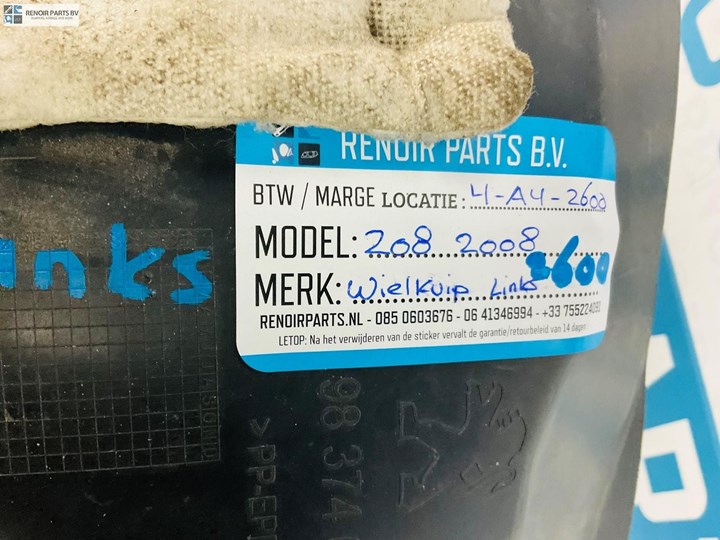 RENOIR PARTS BV
RENOIR PARTS B.V.
BTW / MARGE LOCATIE: 4-A4-2600
MODEL: 208 2008
2600
MERK: Wielkuip Links
RENOIRPARTS.NL - 085 0603676 - 06 41346994 - +33 755224092
LETOP: Na het verwijderen van de sticker vervalt de garantie/retourbeleid van 14 dagen
inks
98 374
>PP-EP